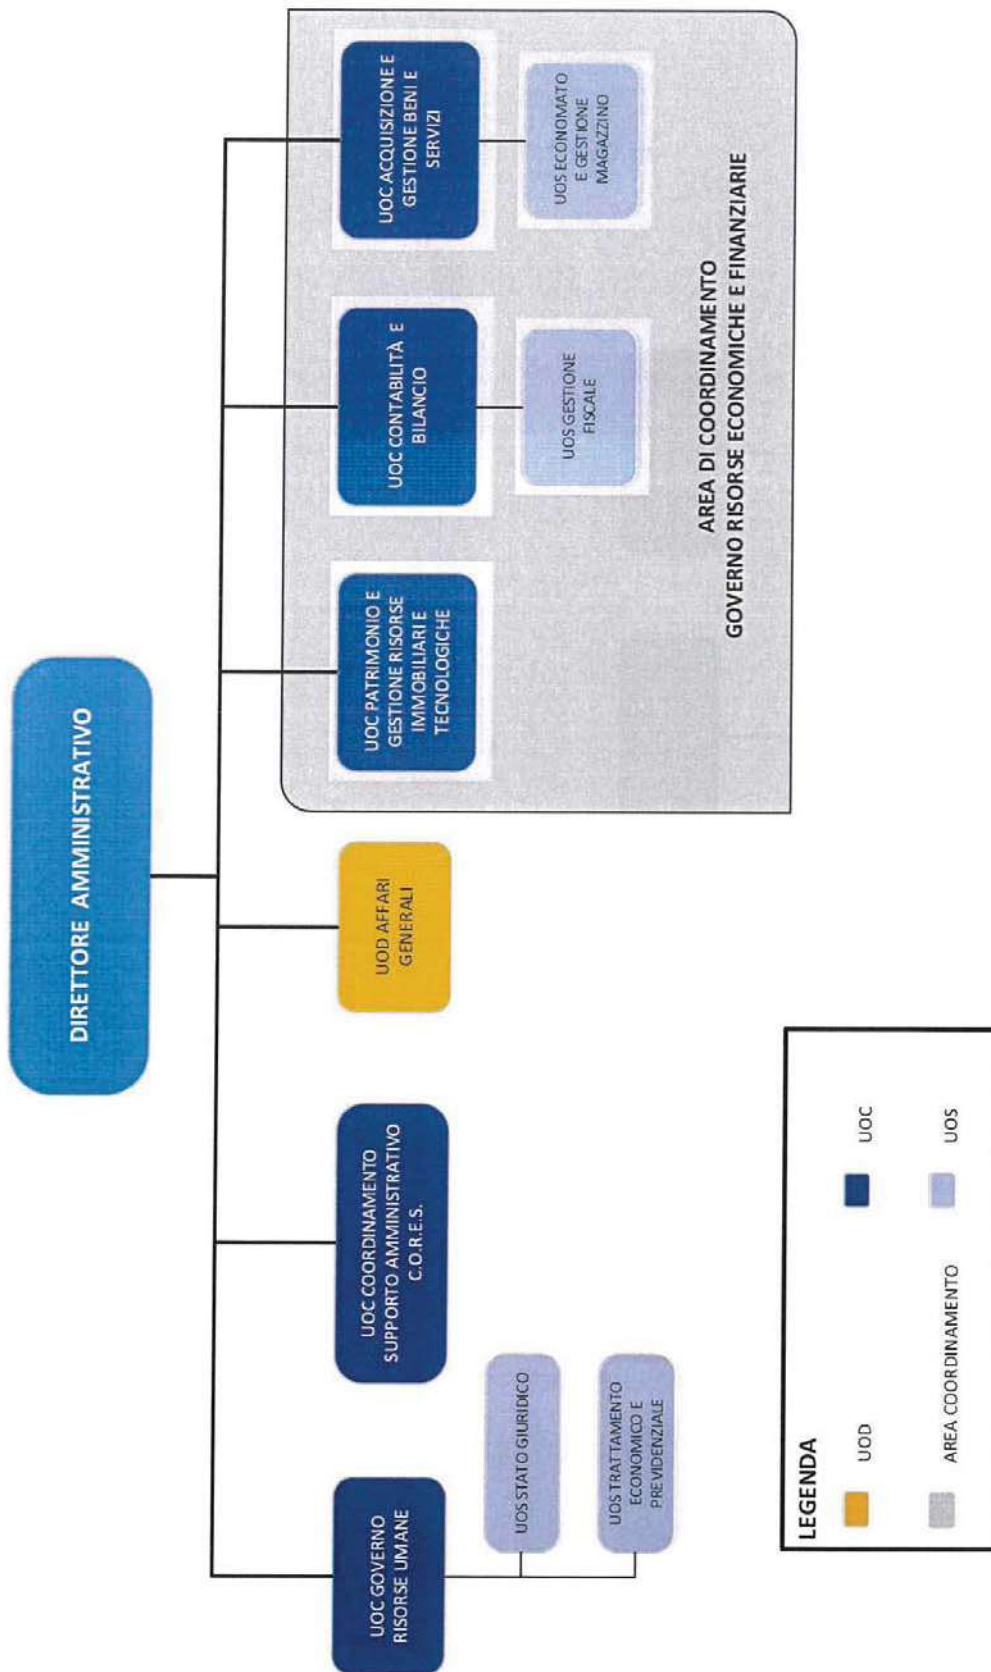 DIRETTORE AMMINISTRATIVO
UOC GOVERNO
RISORSE UMANE
UOS STATO GIURIDICO
UOS TRATTAMENTO
ECONOMICO E
PREVIDENZIALE
UOC COORDINAMENTO
SUPPORTO AMMINISTRATIVO
C.O.R.E.S.
UOD AFFARI
GENERALI
UOC PATRIMONIO E
GESTIONE RISORSE
IMMOBILIARI E
TECNOLOGICHE
UOC CONTABILITÀ E
BILANCIO
UOS GESTIONE
FISCALE
UOC ACQUISIZIONE E
GESTIONE BENI E
SERVIZI
UOS ECONOMATO
E GESTIONE
MAGAZZINO
AREA DI COORDINAMENTO
GOVERNO RISORSE ECONOMICHE E FINANZIARIE
LEGENDA
UOD
UOC
AREA COORDINAMENTO
UOS